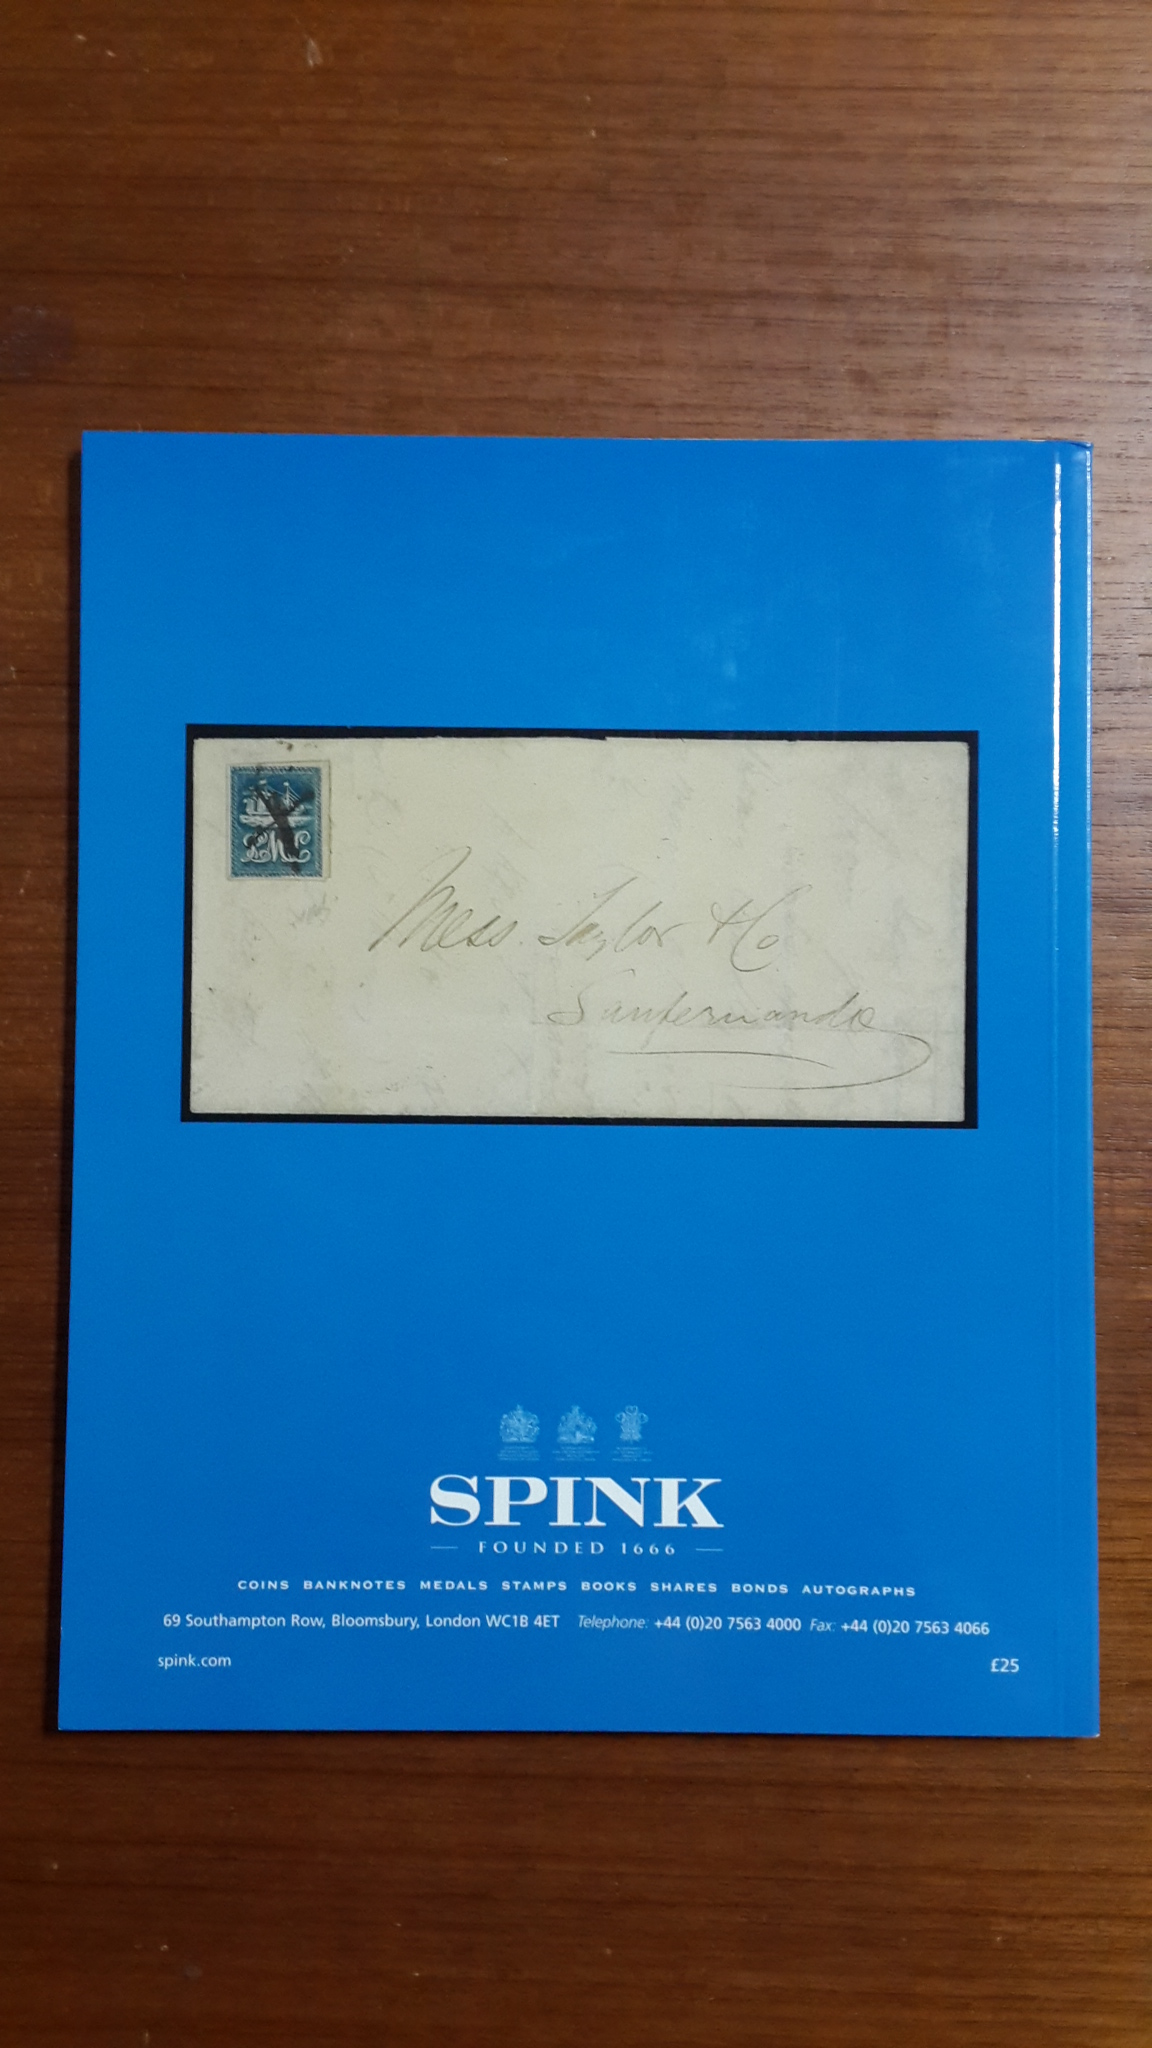 LMcL
Mess. Taylor & Co
Sanfernando
SPINK
FOUNDED 1666
COINS BANKNOTES MEDALS STAMPS BOOKS SHARES BONDS AUTOGRAPHS
69 Southampton Row, Bloomsbury, London WC1B 4ET Telephone: +44 (0)20 7563 4000 Fax: +44 (0)20 7563 4066
spink.com £25